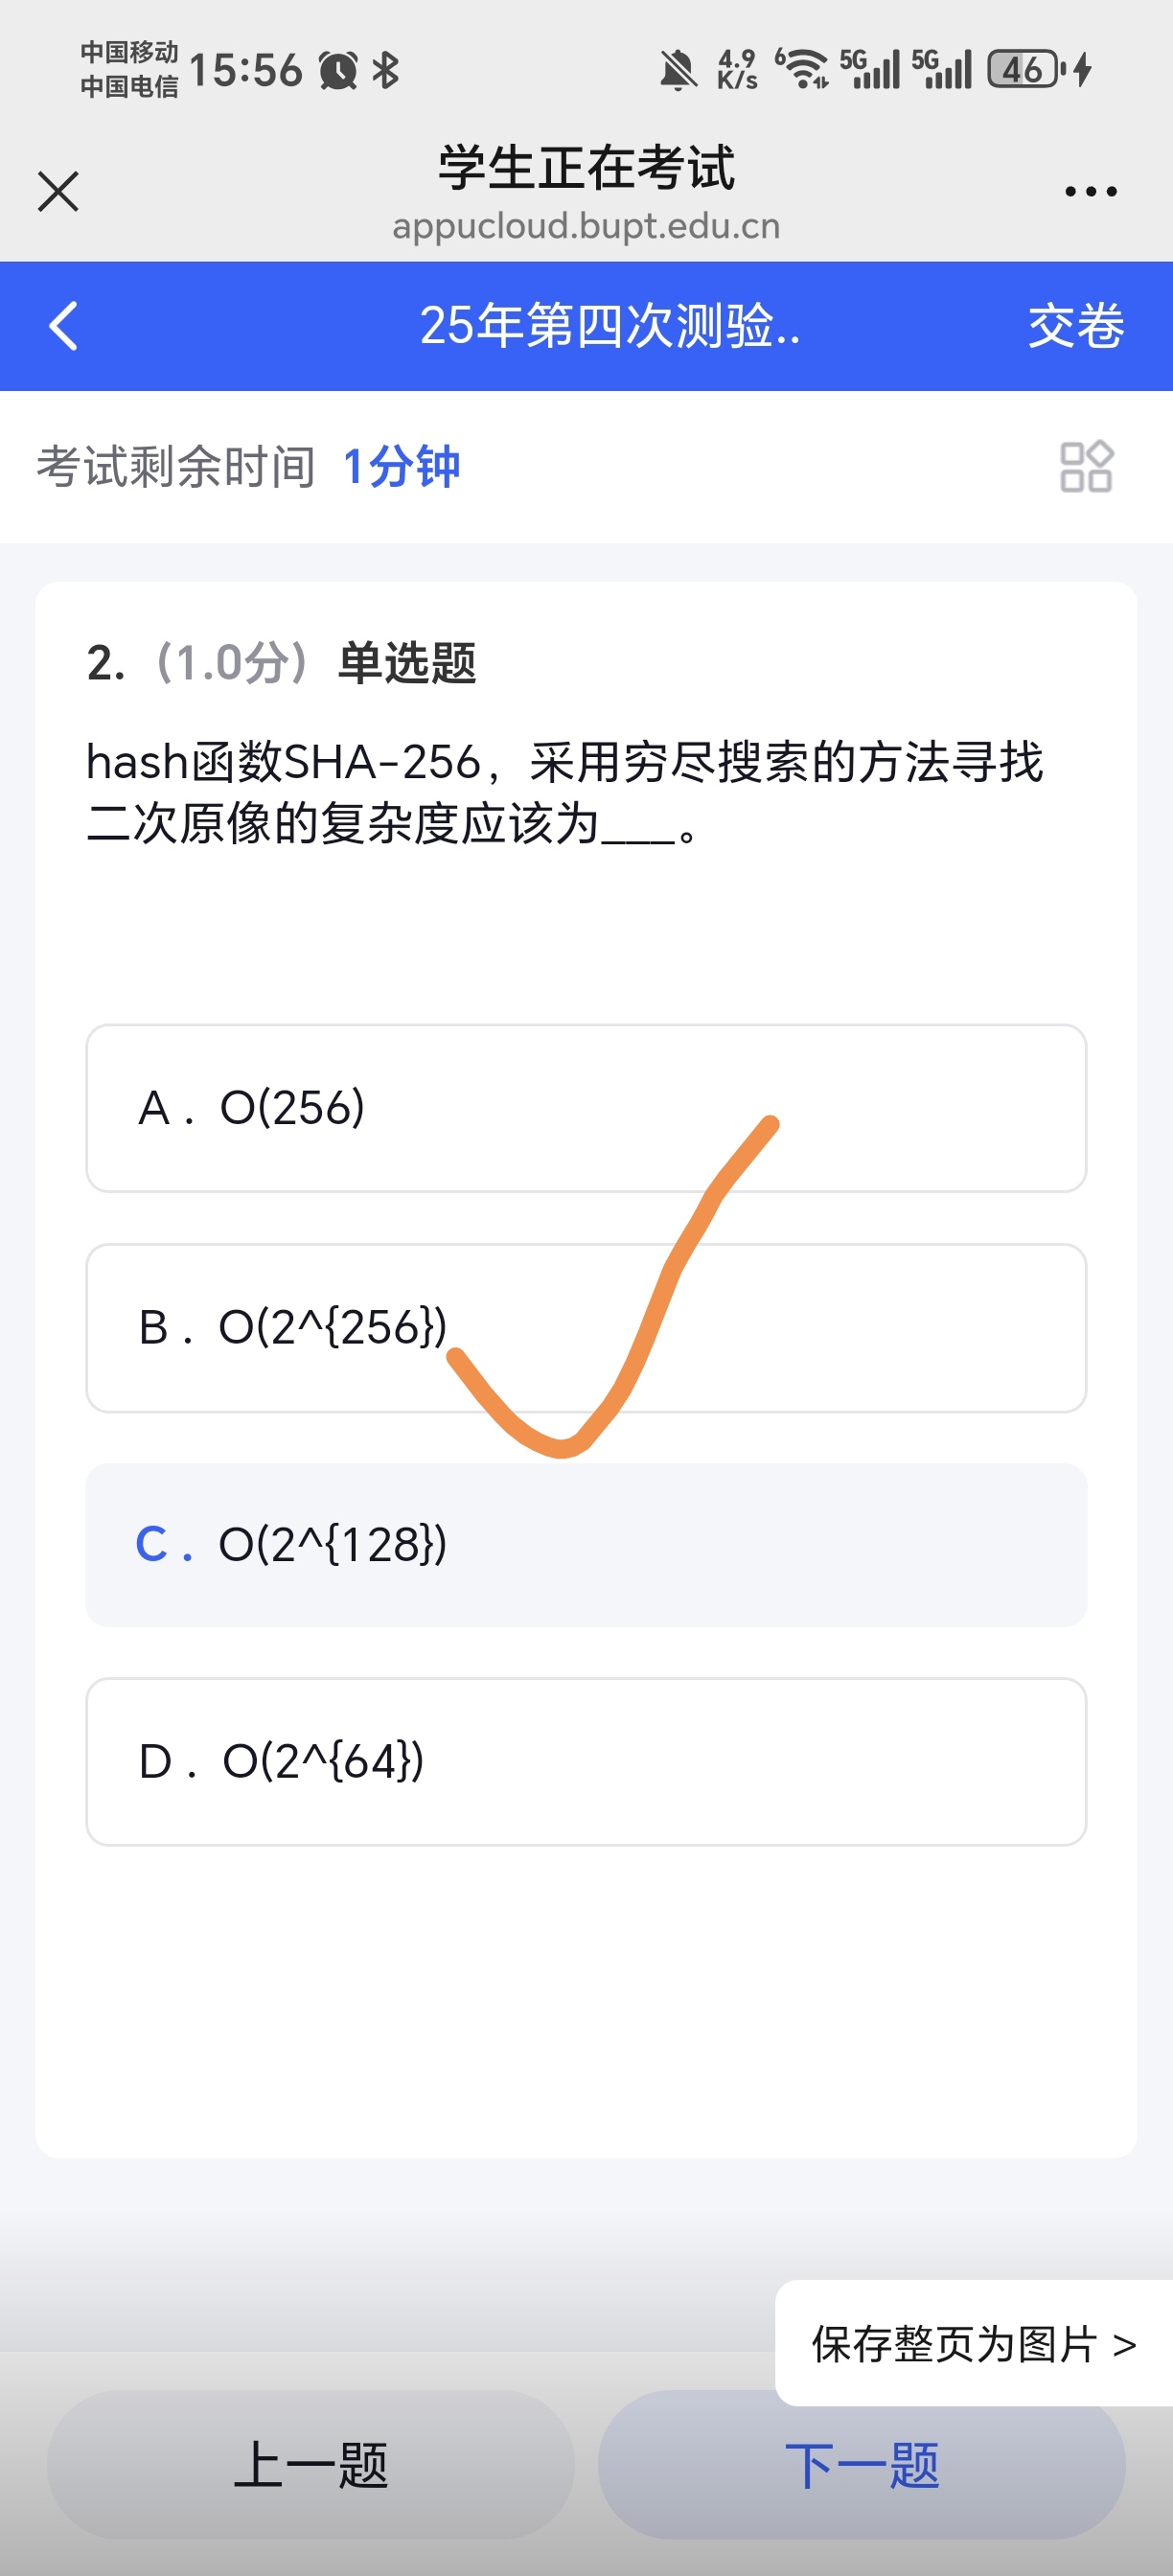 中国移动
中国电信
15:56
4.9
K/s
6
5G
5G
46
学生正在考试
appucloud.bupt.edu.cn
25年第四次测验..
交卷
考试剩余时间 1分钟
2. (1.0分) 单选题
hash函数SHA-256，采用穷尽搜索的方法寻找
二次原像的复杂度应该为___。
A . O(256)
B . O(2^{256})
C . O(2^{128})
D . O(2^{64})
保存整页为图片 >
上一题
下一题